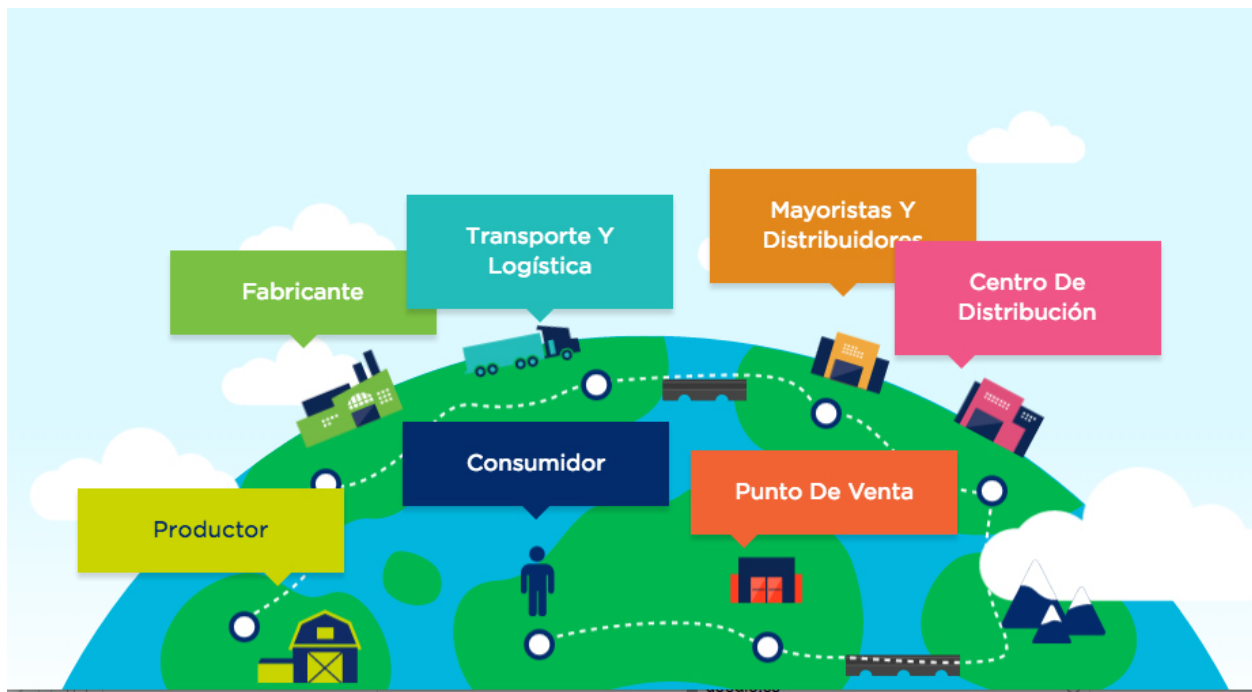 Transporte Y
Logística
Mayoristas Y
Distribuidores
Fabricante
Centro De
Distribución
Consumidor
Punto De Venta
Productor